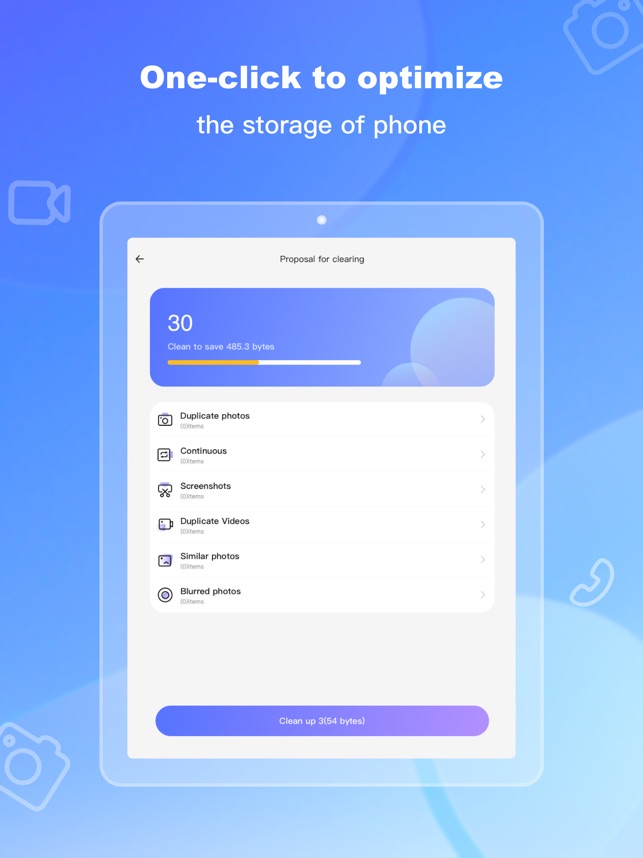 One-click to optimize
the storage of phone
Proposal for clearing
30
Clean to save 485.3 bytes
Duplicate photos
(0)Items
Continuous
(0)Items
Screenshots
(0)Items
Duplicate Videos
(0)Items
Similar photos
(0)Items
Blurred photos
(0)Items
Clean up 3(54 bytes)